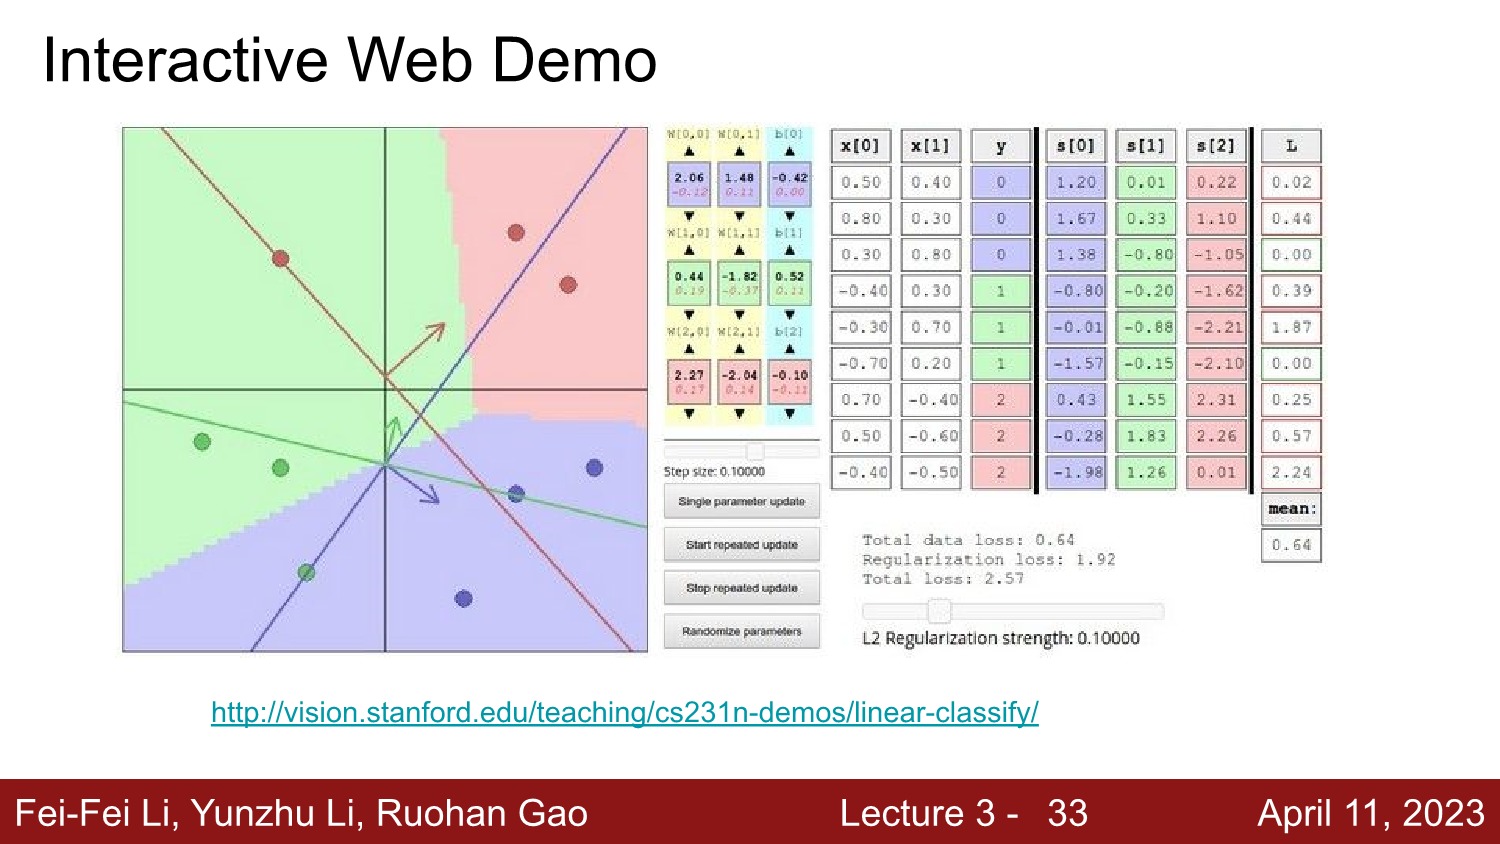 Interactive Web Demo
W[0,0] W[0,1] b[0]
2.06 1.48 -0.42
-0.12 0.11 0.00
W[1,0] W[1,1] b[1]
0.44 -1.82 0.52
0.19 -0.37 0.11
W[2,0] W[2,1] b[2]
2.27 -2.04 -0.10
0.17 0.14 -0.11
Step size: 0.10000
Single parameter update
Start repeated update
Stop repeated update
Randomize parameters
x[0] x[1] y s[0] s[1] s[2] L
0.50 0.40 0 1.20 0.01 0.22 0.02
0.80 0.30 0 1.67 0.33 1.10 0.44
0.30 0.80 0 1.38 -0.80 -1.05 0.00
-0.40 0.30 1 -0.80 -0.20 -1.62 0.39
-0.30 0.70 1 -0.01 -0.88 -2.21 1.87
-0.70 0.20 1 -1.57 -0.15 -2.10 0.00
0.70 -0.40 2 0.43 1.55 2.31 0.25
0.50 -0.60 2 -0.28 1.83 2.26 0.57
-0.40 -0.50 2 -1.98 1.26 0.01 2.24
mean:
0.64
Total data loss: 0.64
Regularization loss: 1.92
Total loss: 2.57
L2 Regularization strength: 0.10000
http://vision.stanford.edu/teaching/cs231n-demos/linear-classify/
Fei-Fei Li, Yunzhu Li, Ruohan Gao Lecture 3 - 33 April 11, 2023